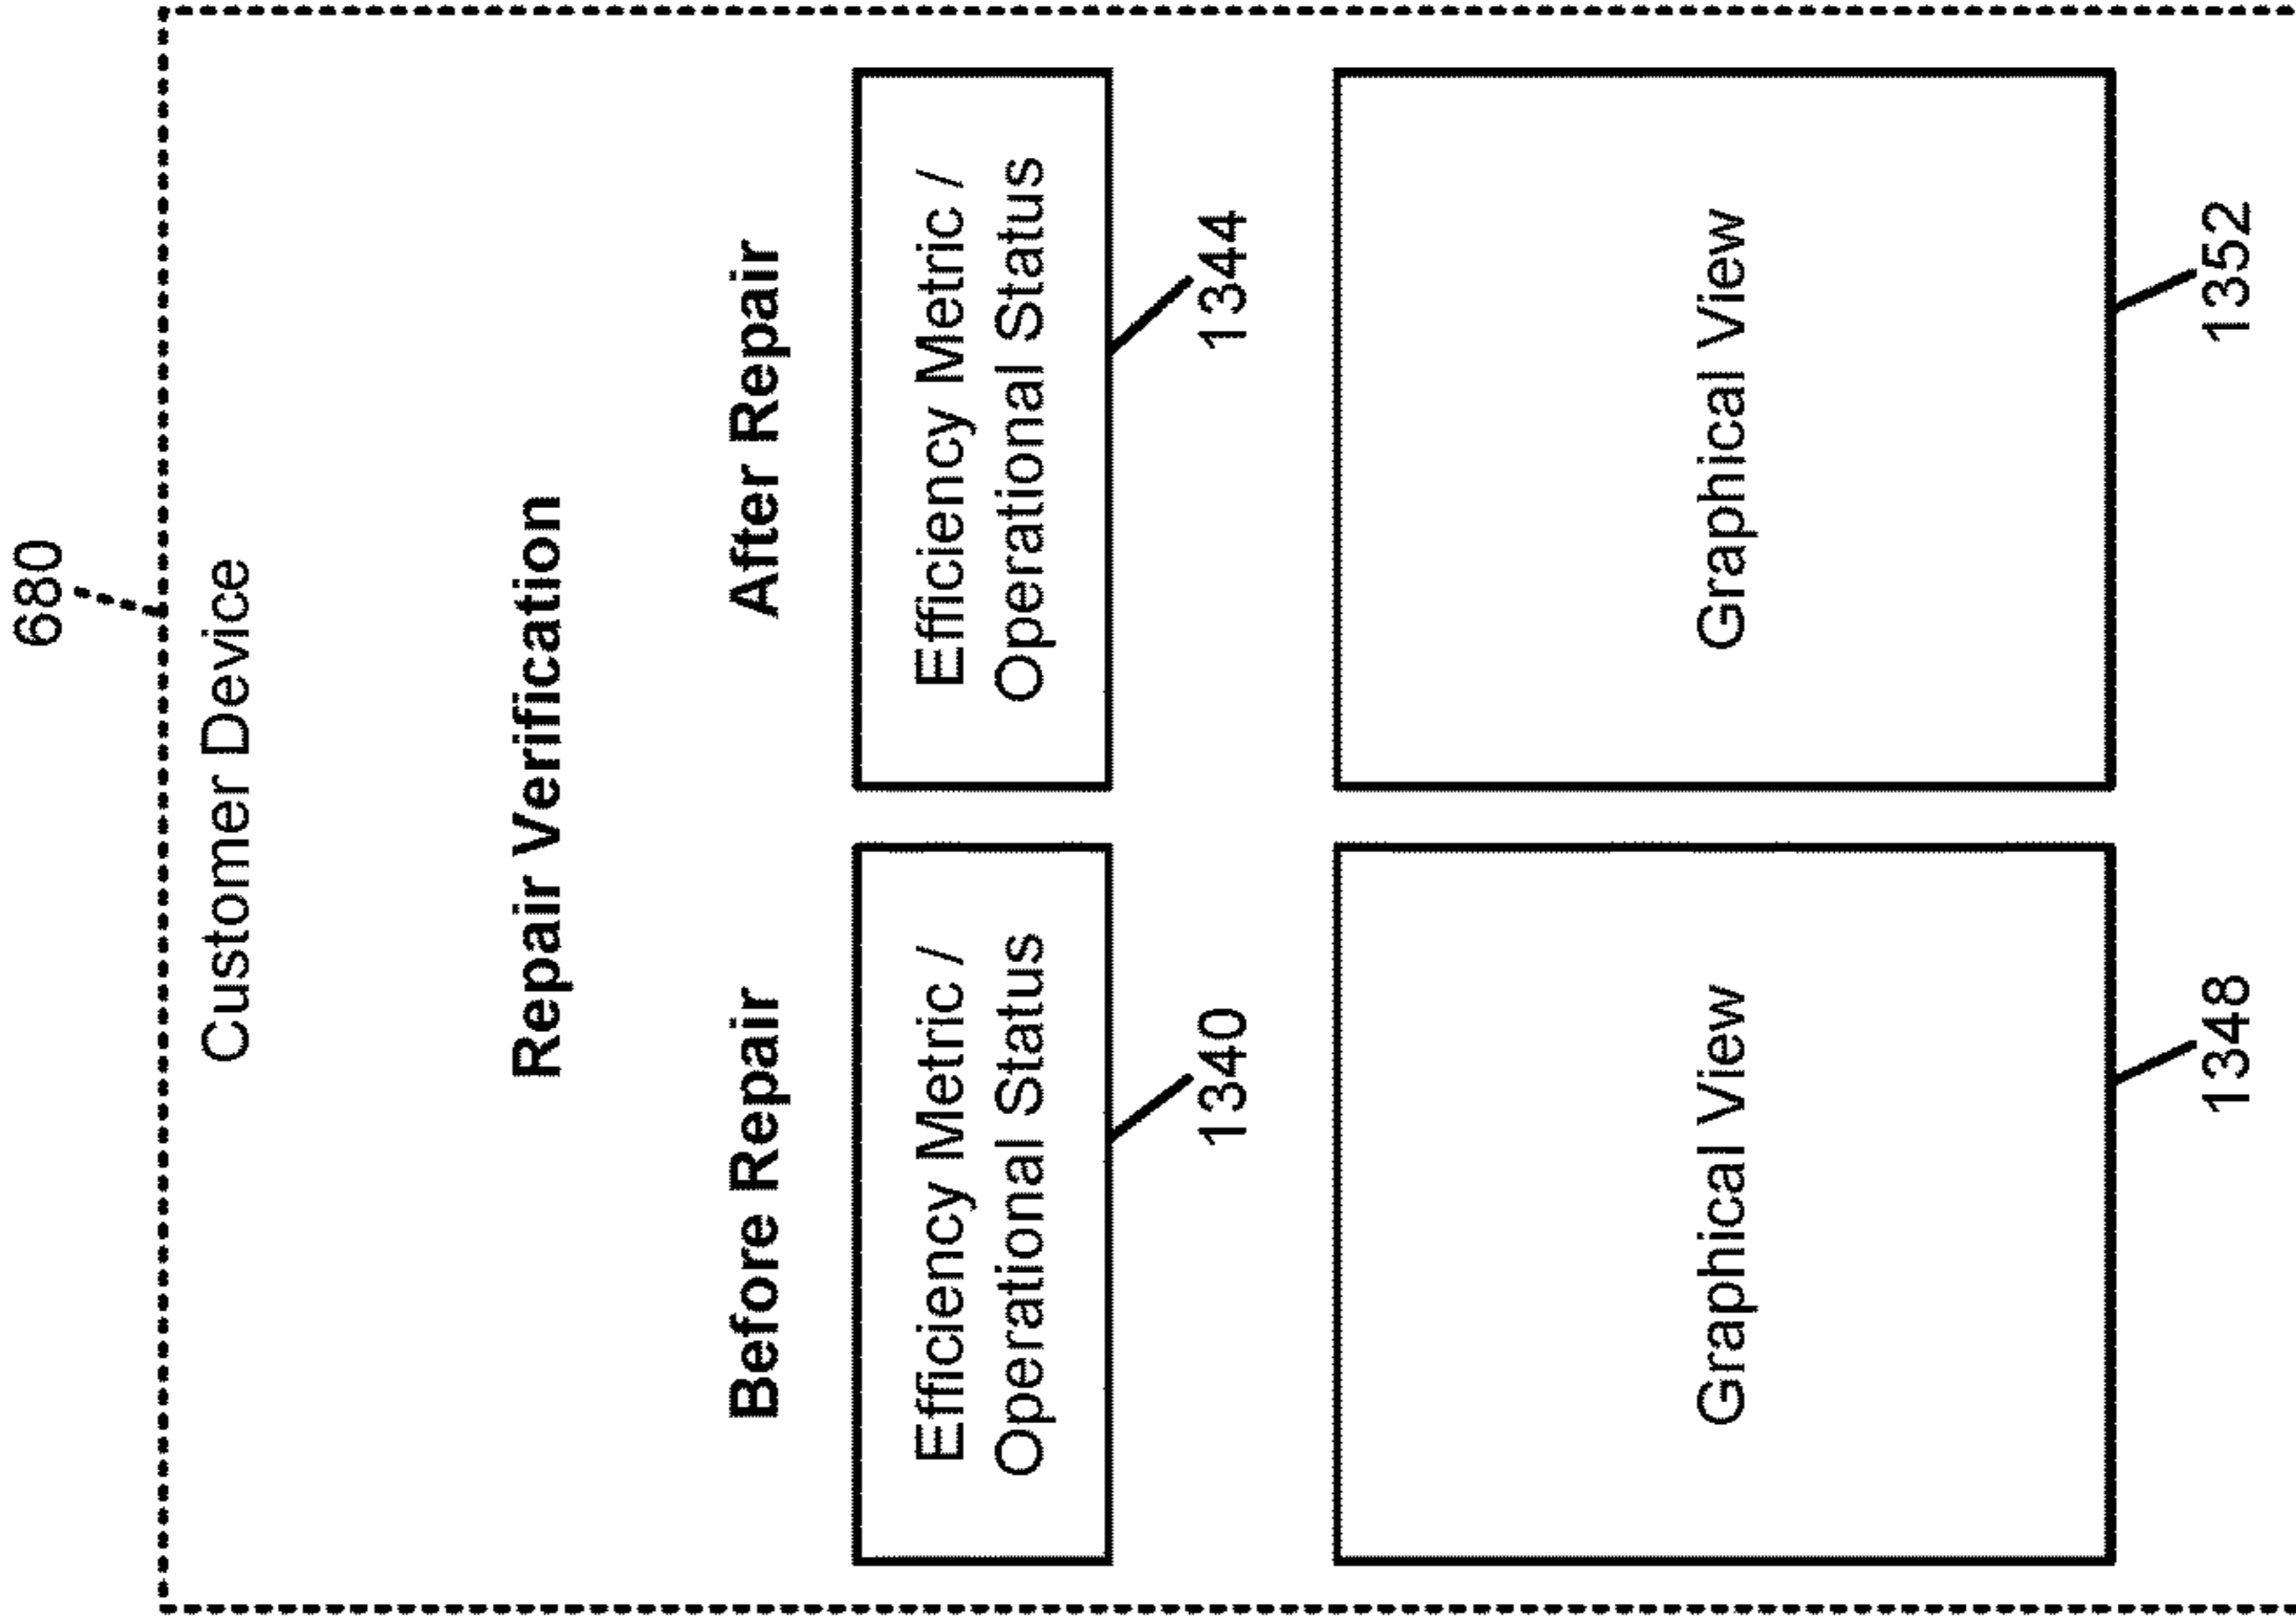 680
Customer Device
Repair Verification
Before Repair
After Repair
Efficiency Metric /
Operational Status
1340
Efficiency Metric /
Operational Status
1344
Graphical View
1348
Graphical View
1352